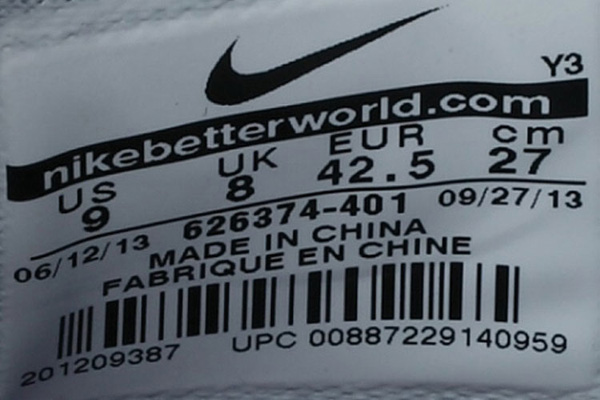 Y3
nikebetterworld.com
US UK EUR cm
9 8 42.5 27
06/12/13 626374-401 09/27/13
MADE IN CHINA
FABRIQUE EN CHINE
201209387 UPC 00887229140959